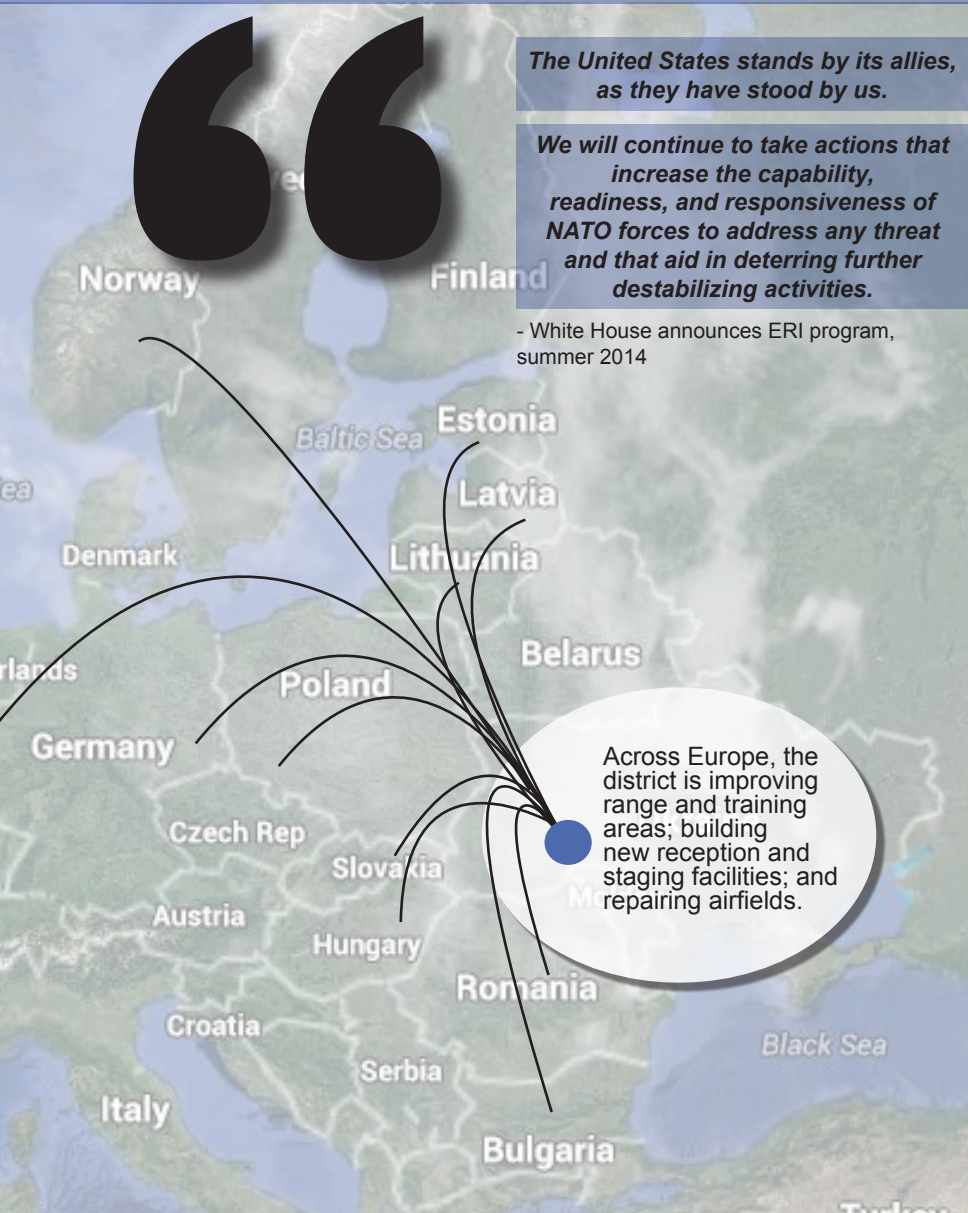 The United States stands by its allies,
as they have stood by us.
We will continue to take actions that
increase the capability,
readiness, and responsiveness of
NATO forces to address any threat
and that aid in deterring further
destabilizing activities.
- White House announces ERI program,
summer 2014
Norway
Finland
Estonia
Baltic Sea
Latvia
Denmark
Lithuania
Belarus
Poland
Germany
Across Europe, the
district is improving
range and training
areas; building
new reception and
staging facilities; and
repairing airfields.
Czech Rep
Slovakia
Austria
Hungary
Romania
Croatia
Black Sea
Serbia
Italy
Bulgaria